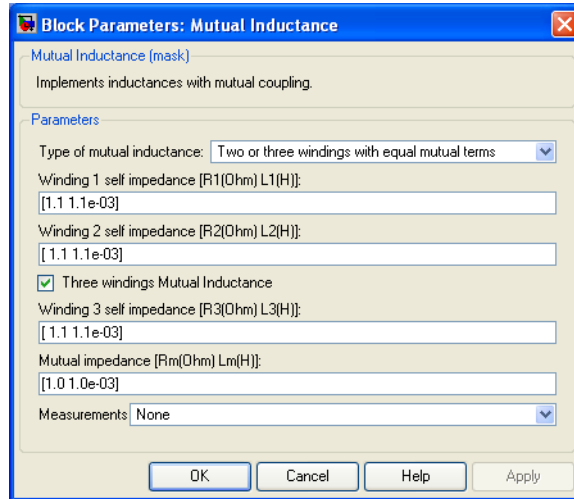 Block Parameters: Mutual Inductance
Mutual Inductance (mask)
Implements inductances with mutual coupling.
Parameters
Type of mutual inductance: Two or three windings with equal mutual terms
Winding 1 self impedance [R1(Ohm) L1(H)]:
[1.1 1.1e-03]
Winding 2 self impedance [R2(Ohm) L2(H)]:
[ 1.1 1.1e-03]
Three windings Mutual Inductance
Winding 3 self impedance [R3(Ohm) L3(H)]:
[ 1.1 1.1e-03]
Mutual impedance [Rm(Ohm) Lm(H)]:
[1.0 1.0e-03]
Measurements None
OK Cancel Help Apply